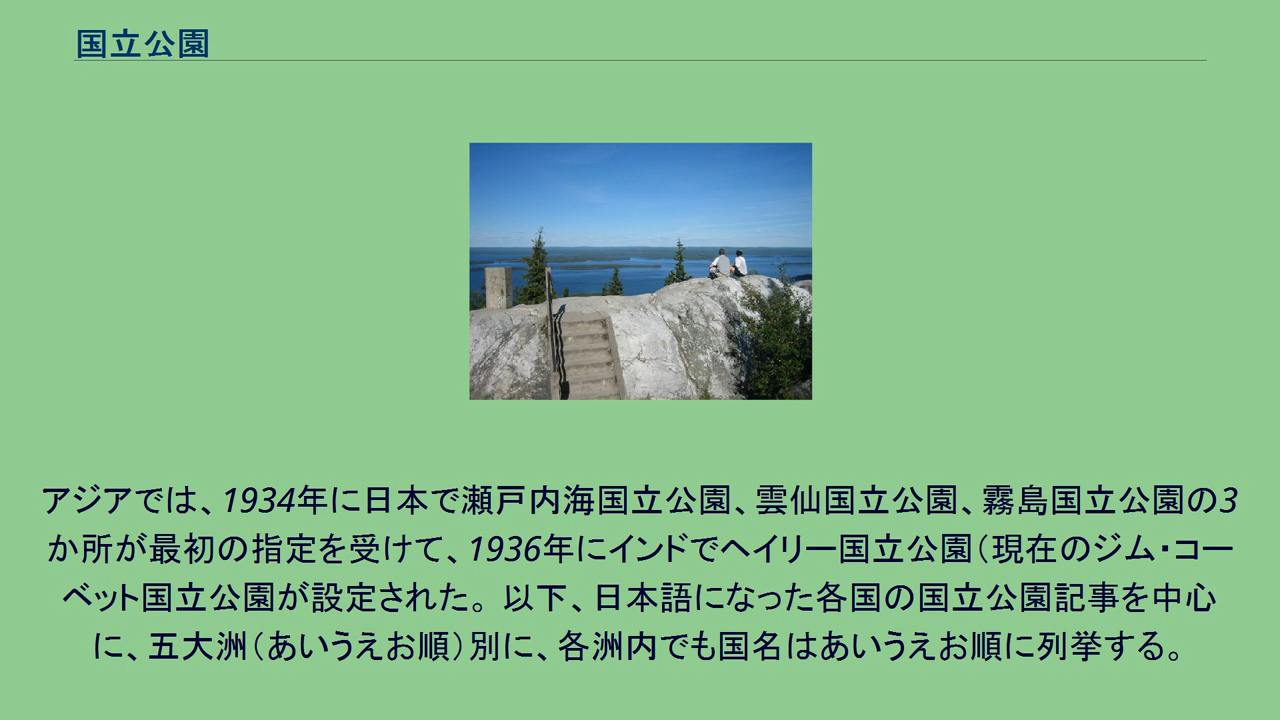 国立公園
アジアでは、1934年に日本で瀬戸内海国立公園、雲仙国立公園、霧島国立公園の3
か所が最初の指定を受けて、1936年にインドでヘイリー国立公園（現在のジム・コー
ベット国立公園が設定された。 以下、日本語になった各国の国立公園記事を中心
に、五大洲（あいうえお順）別に、各洲内でも国名はあいうえお順に列挙する。